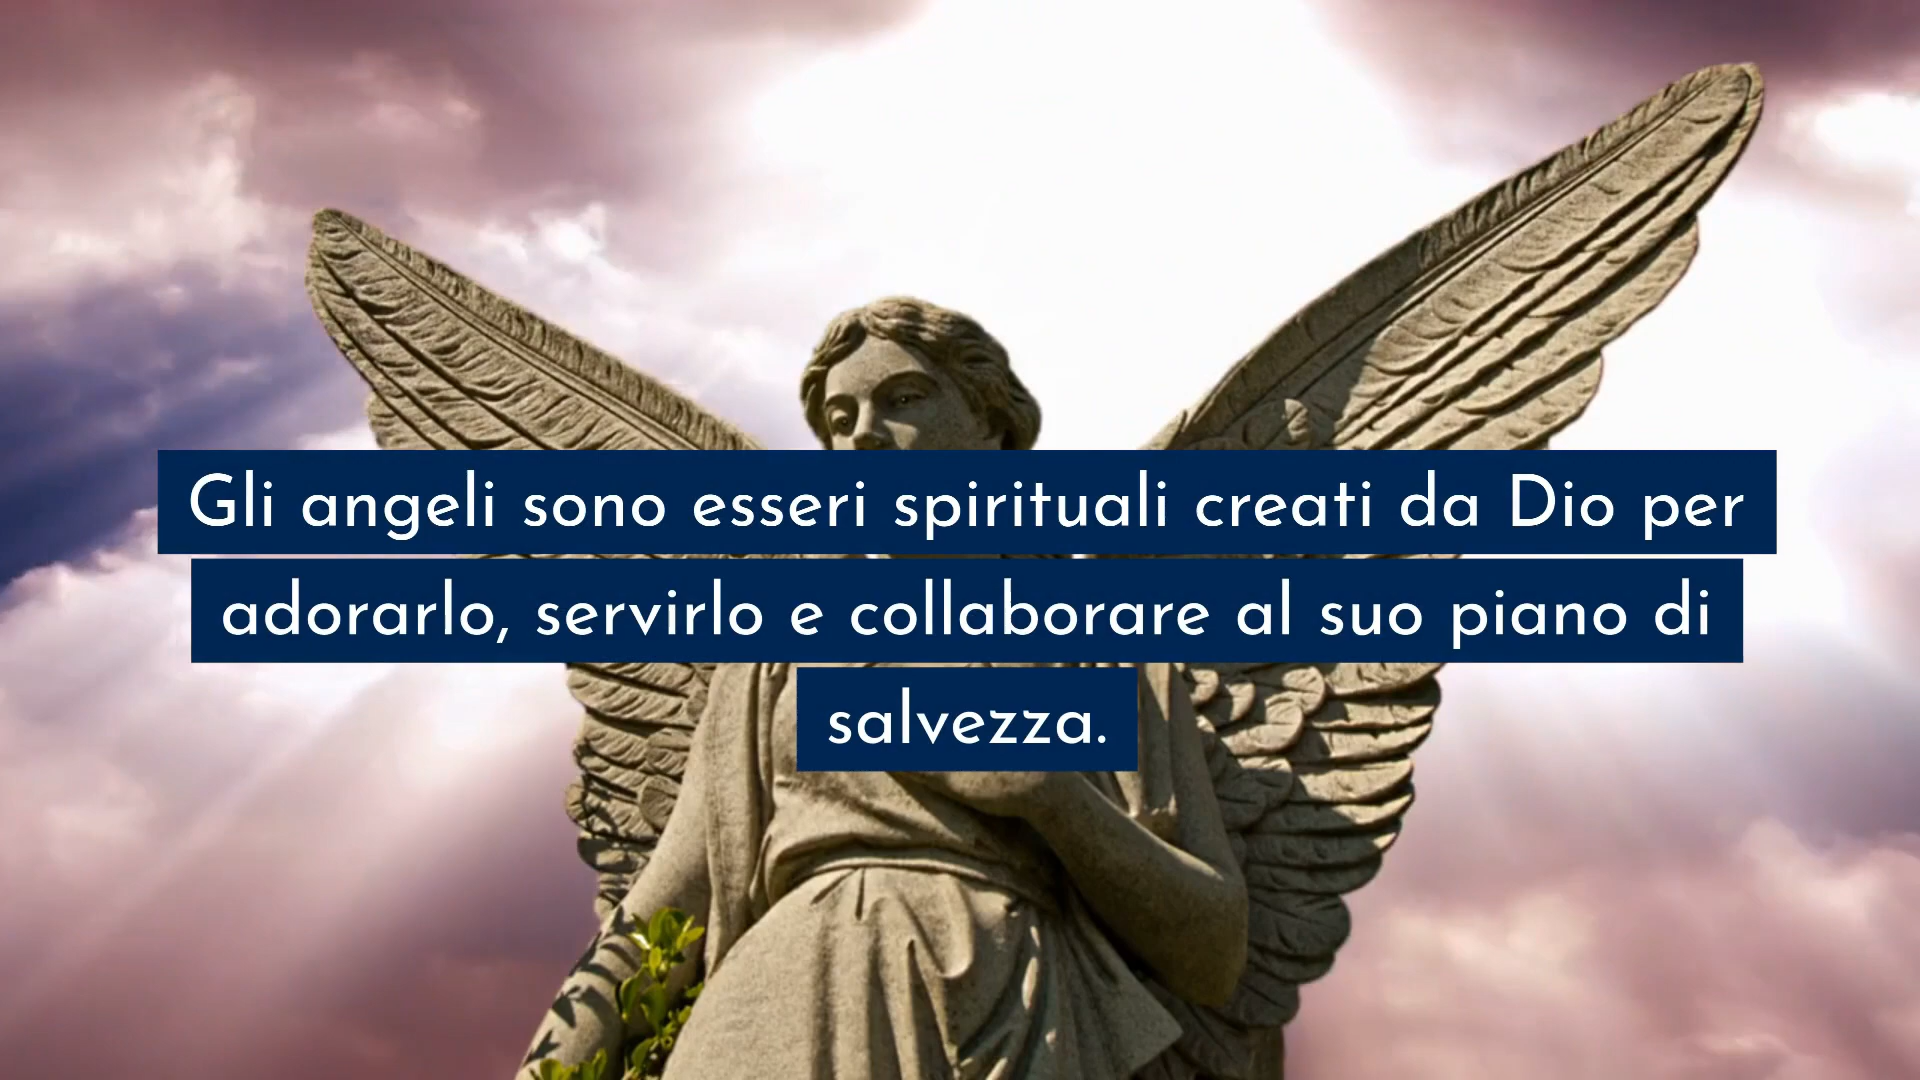 Gli angeli sono esseri spirituali creati da Dio per
adorarlo, servirlo e collaborare al suo piano di
salvezza.